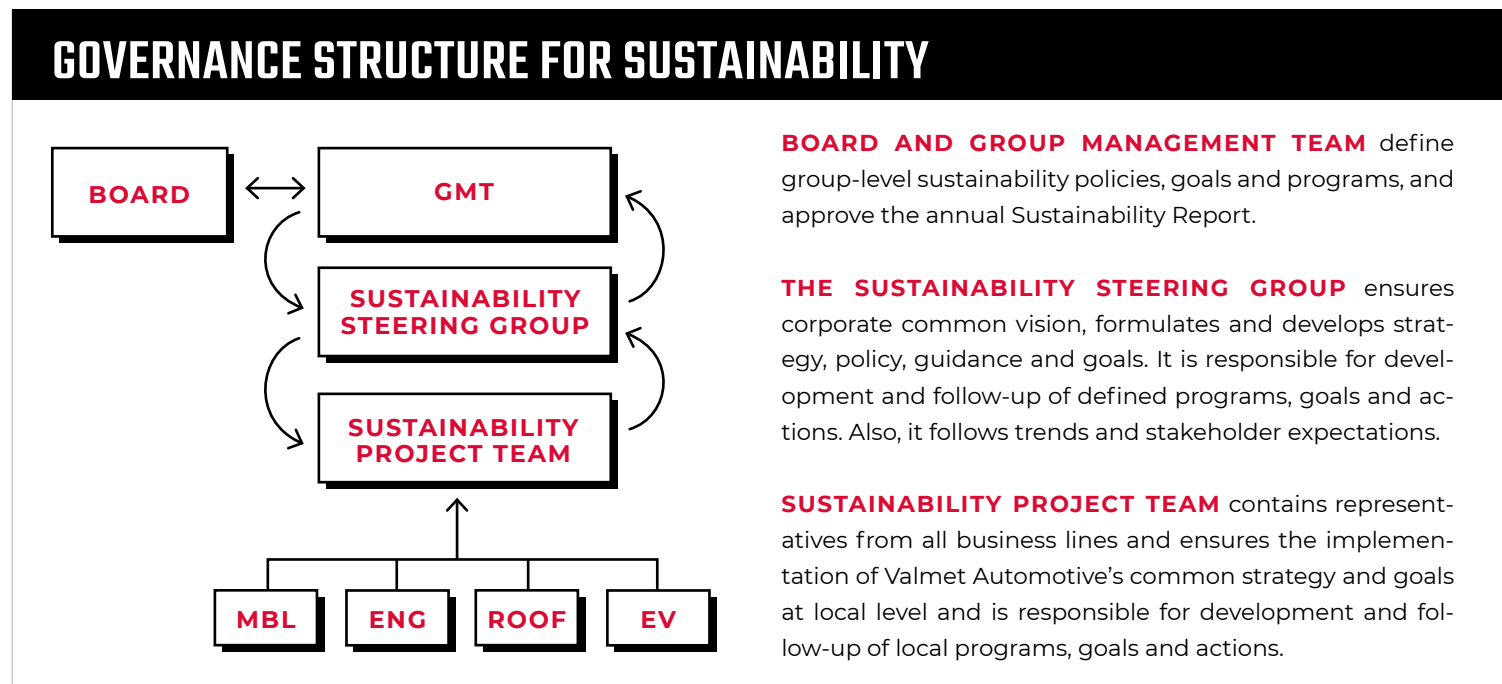 GOVERNANCE STRUCTURE FOR SUSTAINABILITY
BOARD
GMT
SUSTAINABILITY
STEERING GROUP
SUSTAINABILITY
PROJECT TEAM
MBL
ENG
ROOF
EV
BOARD AND GROUP MANAGEMENT TEAM define
group-level sustainability policies, goals and programs, and
approve the annual Sustainability Report.
THE SUSTAINABILITY STEERING GROUP ensures
corporate common vision, formulates and develops strat-
egy, policy, guidance and goals. It is responsible for devel-
opment and follow-up of defined programs, goals and ac-
tions. Also, it follows trends and stakeholder expectations.
SUSTAINABILITY PROJECT TEAM contains represent-
atives from all business lines and ensures the implemen-
tation of Valmet Automotive’s common strategy and goals
at local level and is responsible for development and fol-
low-up of local programs, goals and actions.